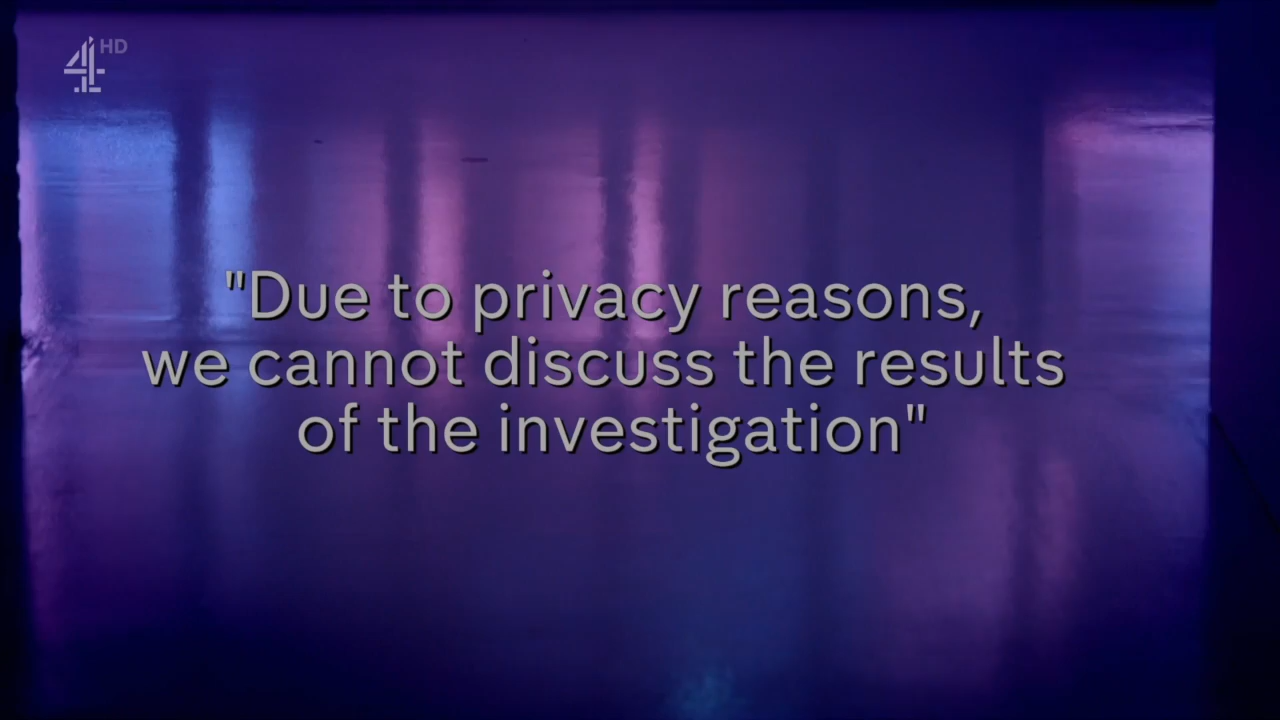 4 HD
"Due to privacy reasons,
we cannot discuss the results
of the investigation"